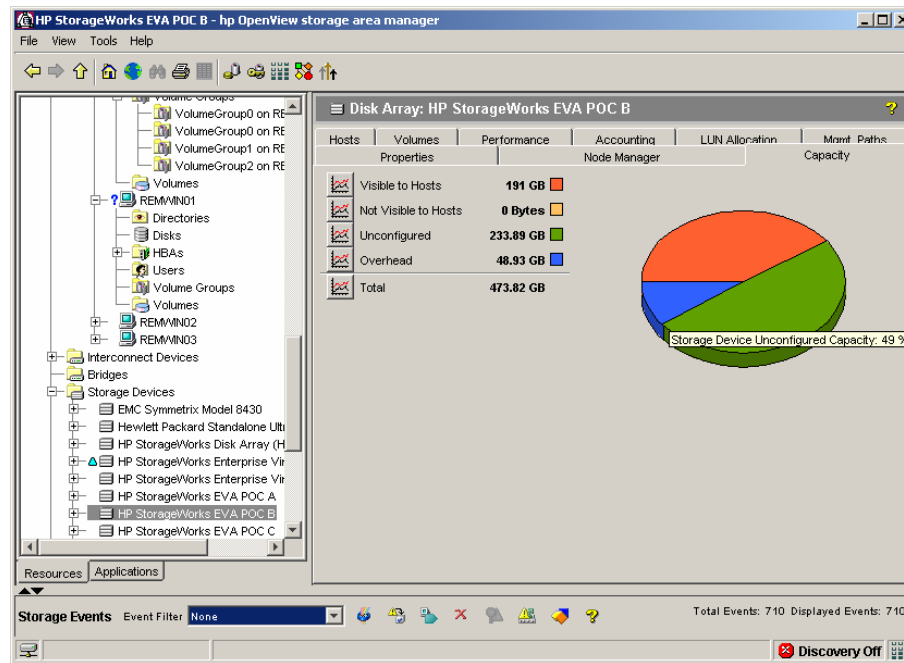 HP StorageWorks EVA POC B - hp OpenView storage area manager
File View Tools Help
Volume Groups
VolumeGroup0 on RE
VolumeGroup0 on RE
VolumeGroup1 on RE
VolumeGroup2 on RE
Volumes
REMWIN01
Directories
Disks
HBAs
Users
Volume Groups
Volumes
REMWIN02
REMWIN03
Interconnect Devices
Bridges
Storage Devices
EMC Symmetrix Model 8430
Hewlett Packard Standalone Ult
HP StorageWorks Disk Array (H
HP StorageWorks Enterprise Vir
HP StorageWorks Enterprise Vir
HP StorageWorks EVA POC A
HP StorageWorks EVA POC B
HP StorageWorks EVA POC C
Resources Applications
Disk Array: HP StorageWorks EVA POC B
Hosts Volumes Performance Accounting LUN Allocation Mgmt. Paths
Properties Node Manager Capacity
Visible to Hosts 191 GB
Not Visible to Hosts 0 Bytes
Unconfigured 233.89 GB
Overhead 48.93 GB
Total 473.82 GB
Storage Device Unconfigured Capacity: 49 %
Storage Events Event Filter None Total Events: 710 Displayed Events: 710
Discovery Off